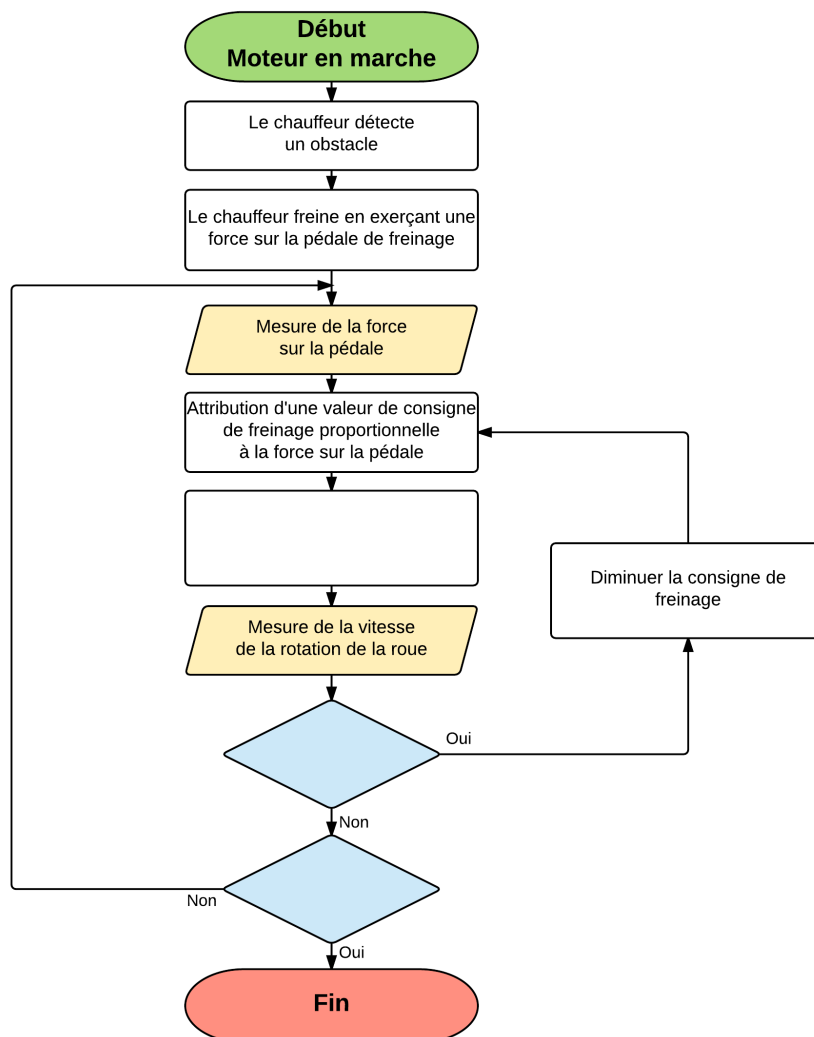 Début
Moteur en marche
Le chauffeur détecte
un obstacle
Le chauffeur freine en exerçant une
force sur la pédale de freinage
Mesure de la force
sur la pédale
Attribution d'une valeur de consigne
de freinage proportionnelle
à la force sur la pédale
Diminuer la consigne de
freinage
Mesure de la vitesse
de la rotation de la roue
Oui
Non
Non
Oui
Fin